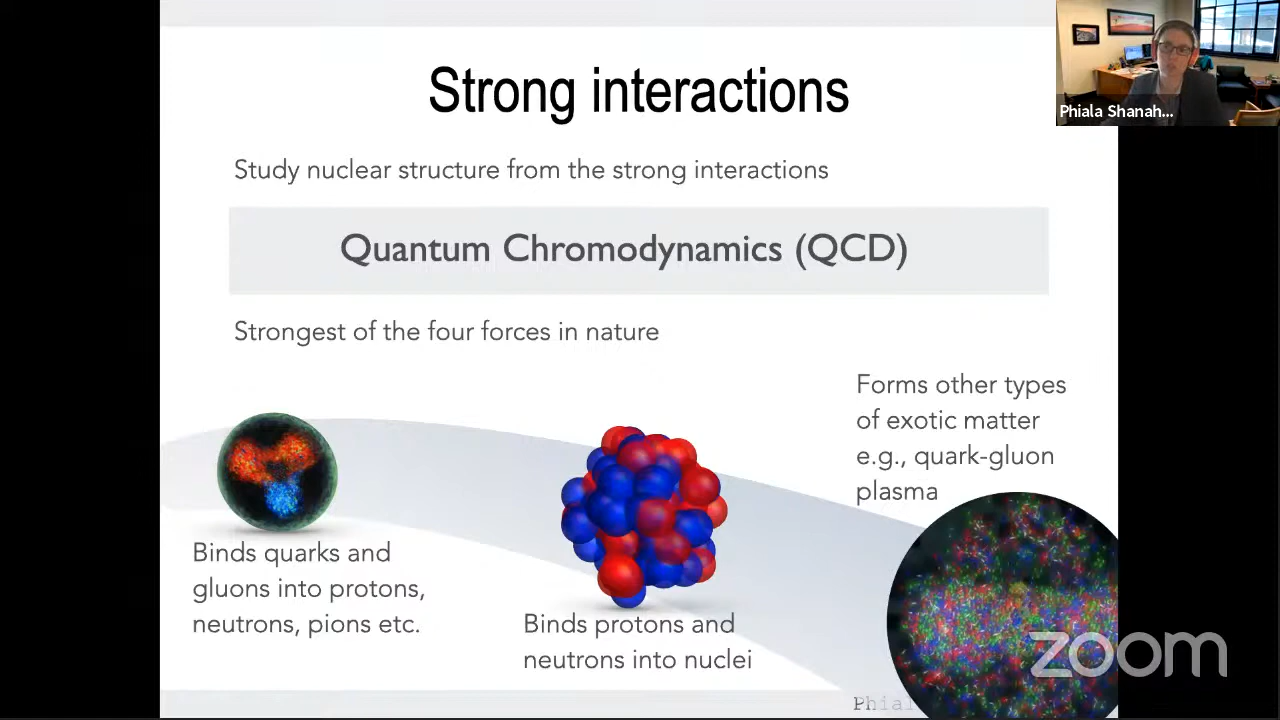 Strong interactions
Phiala Shanah...
Study nuclear structure from the strong interactions
Quantum Chromodynamics (QCD)
Strongest of the four forces in nature
Forms other types
of exotic matter
e.g., quark-gluon
plasma
Binds quarks and
gluons into protons,
neutrons, pions etc.
Binds protons and
neutrons into nuclei
zoom
Phial